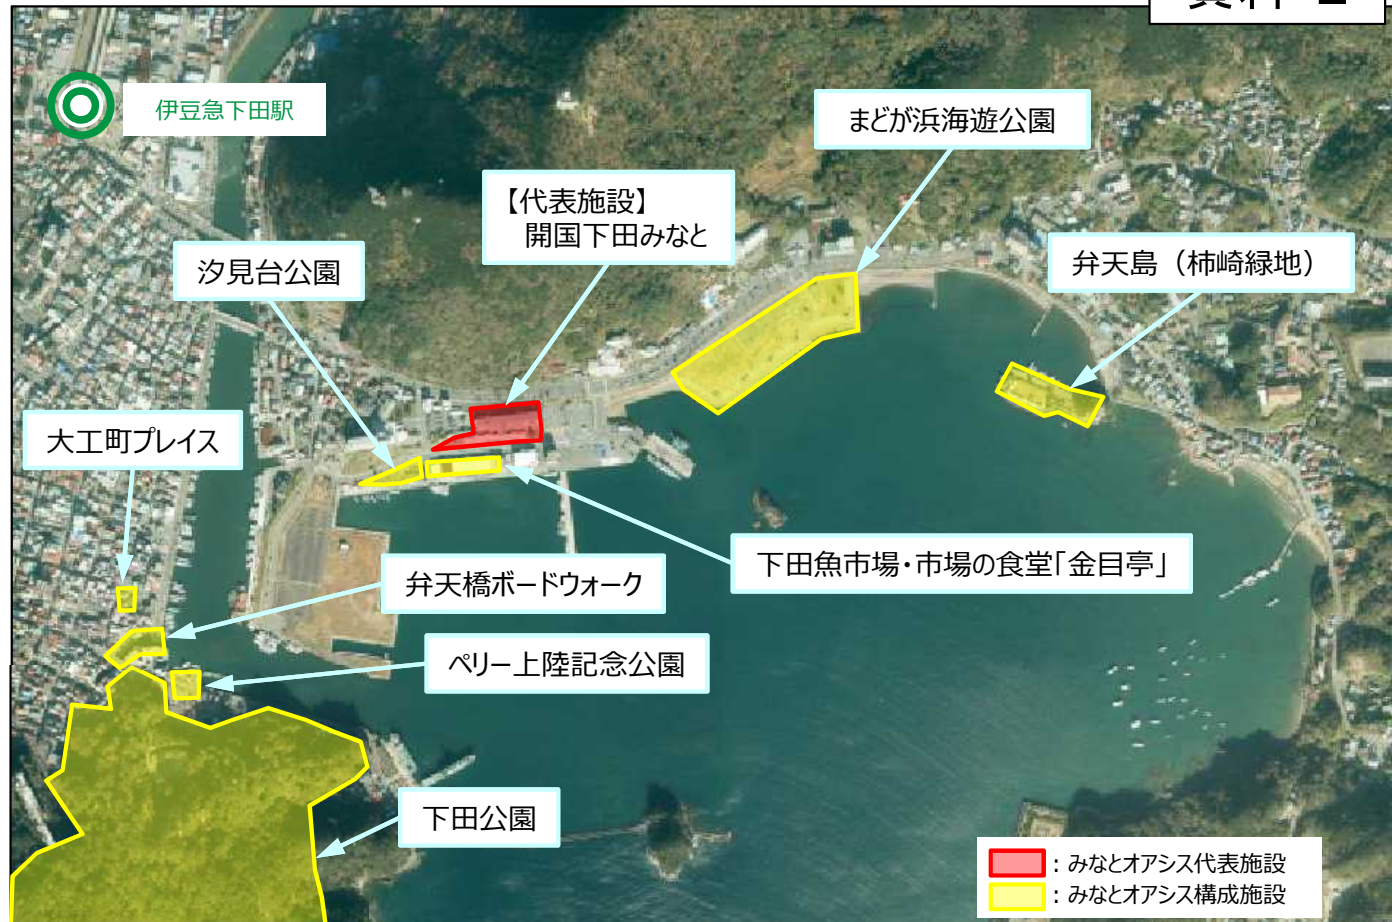 資料 2
伊豆急下田駅
まどが浜海遊公園
【代表施設】
開国下田みなと
汐見台公園
弁天島（柿崎緑地）
大工町プレイス
下田魚市場・市場の食堂「金目亭」
弁天橋ボードウォーク
ペリー上陸記念公園
下田公園
：みなとオアシス代表施設
：みなとオアシス構成施設